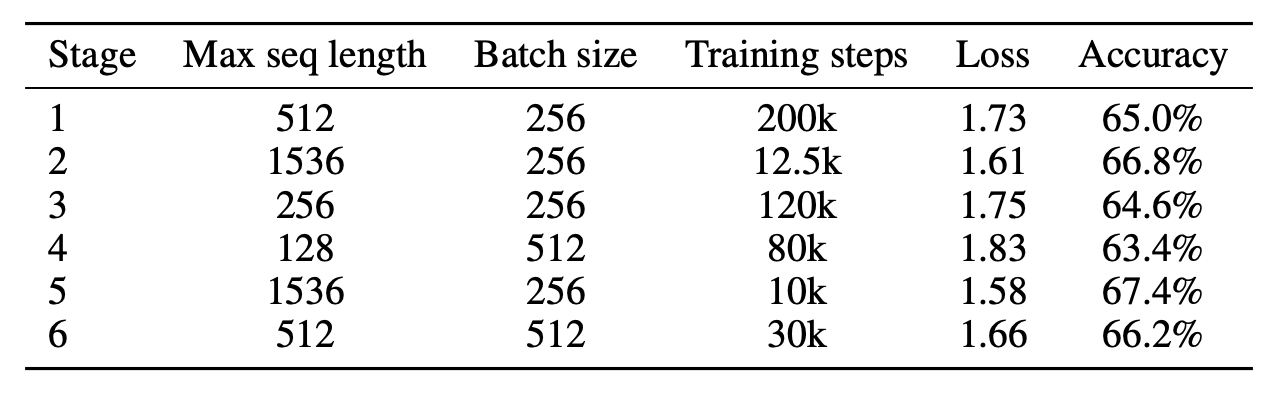 Stage Max seq length Batch size Training steps Loss Accuracy
1 512 256 200k 1.73 65.0%
2 1536 256 12.5k 1.61 66.8%
3 256 256 120k 1.75 64.6%
4 128 512 80k 1.83 63.4%
5 1536 256 10k 1.58 67.4%
6 512 512 30k 1.66 66.2%